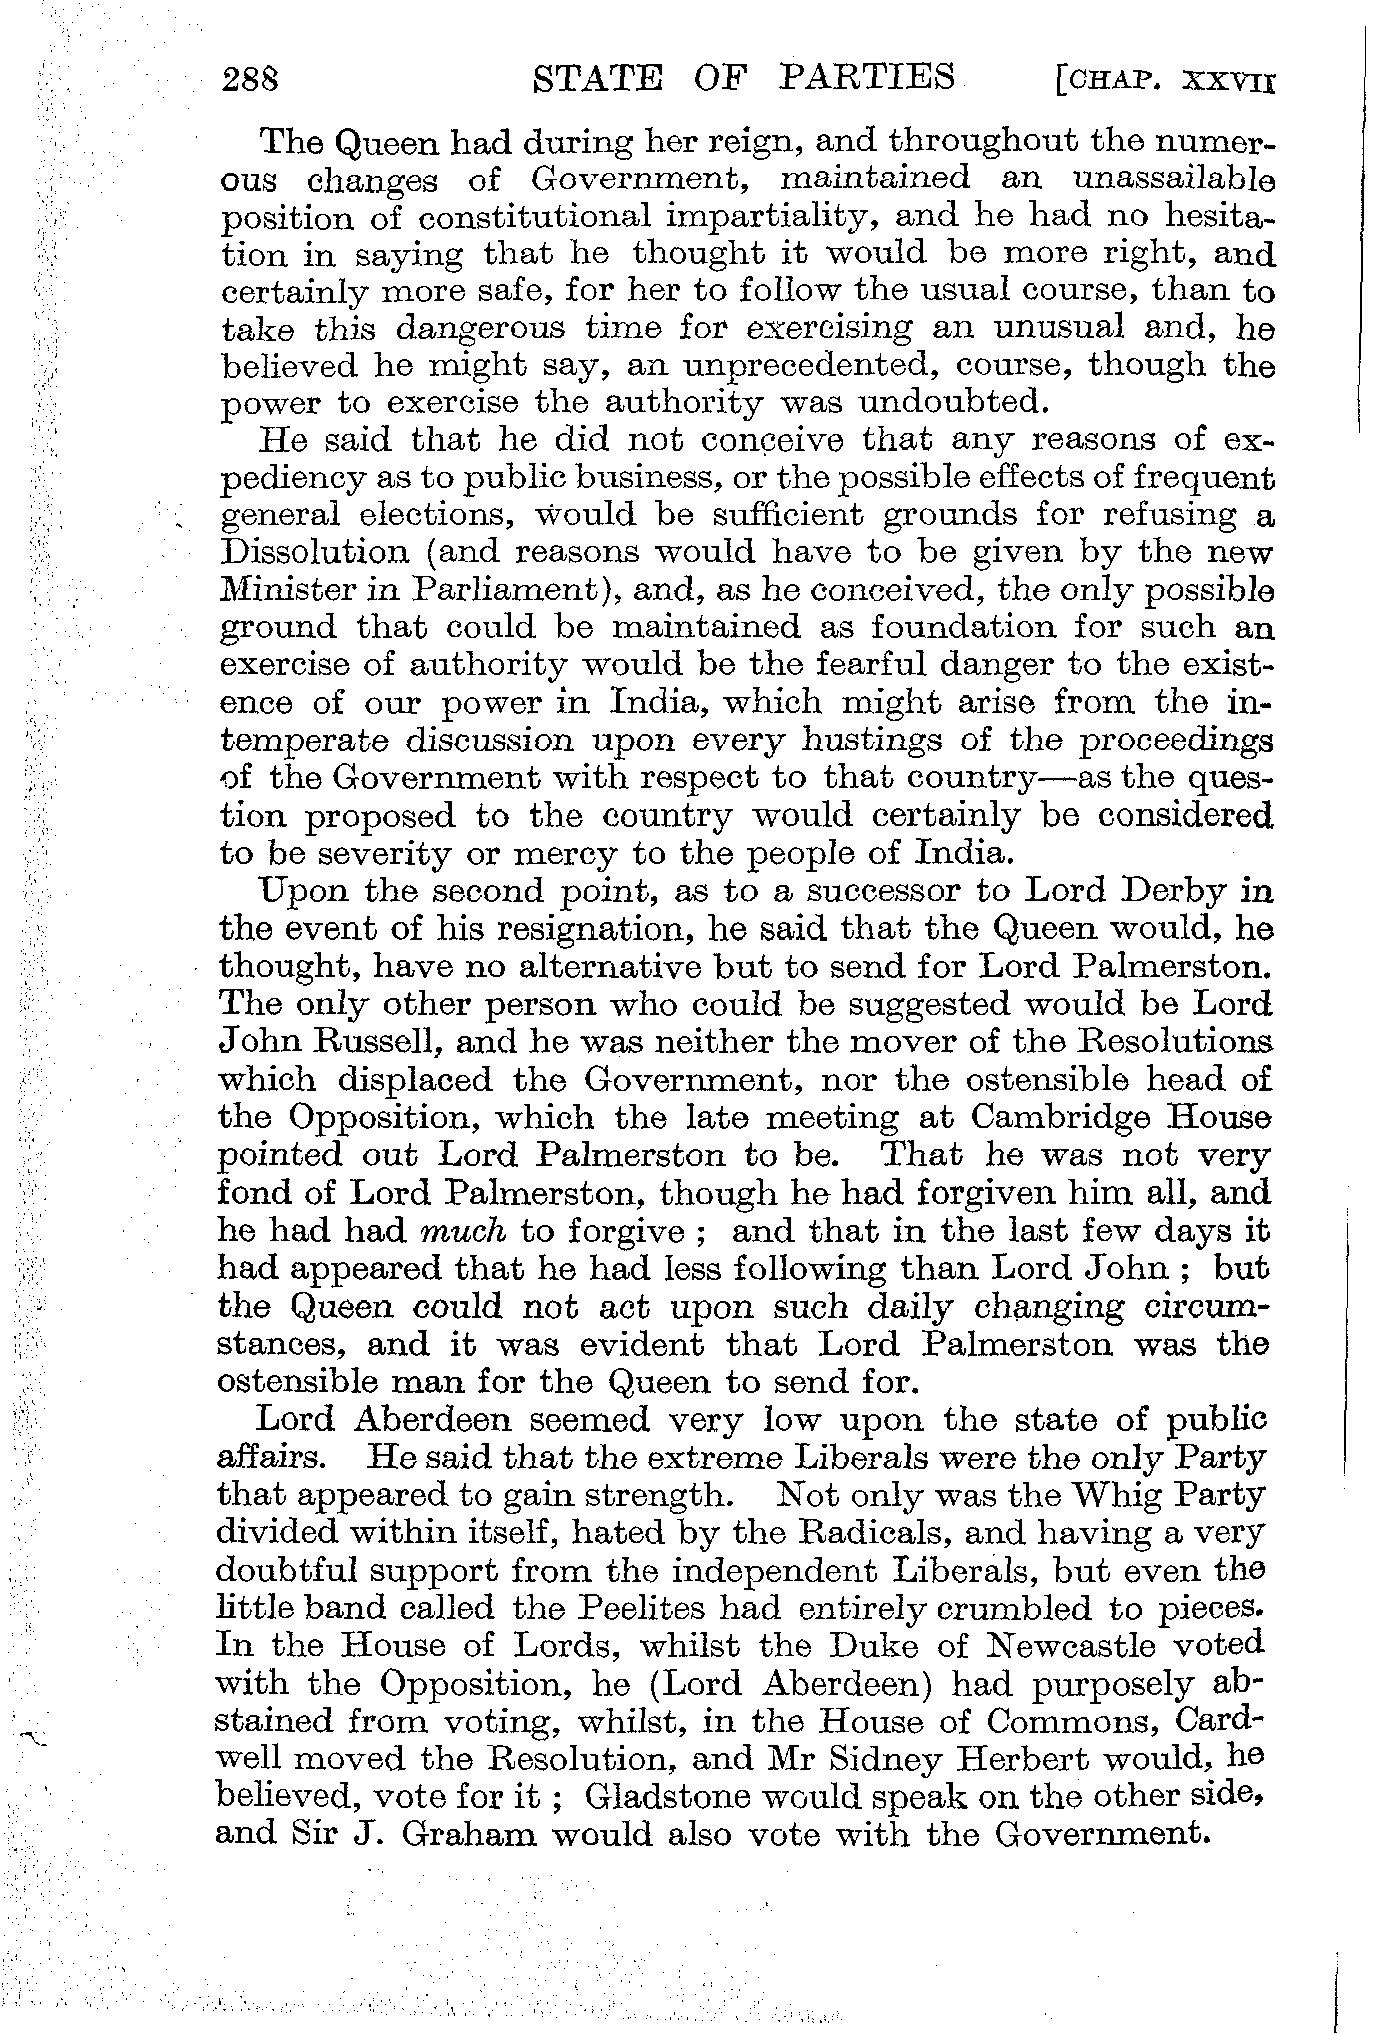 288 STATE OF PARTIES [CHAP. XXVII
The Queen had during her reign, and throughout the numer-
ous changes of Government, maintained an unassailable
position of constitutional impartiality, and he had no hesita-
tion in saying that he thought it would be more right, and
certainly more safe, for her to follow the usual course, than to
take this dangerous time for exercising an unusual and, he
believed he might say, an unprecedented, course, though the
power to exercise the authority was undoubted.
He said that he did not conceive that any reasons of ex-
pediency as to public business, or the possible effects of frequent
general elections, would be sufficient grounds for refusing a
Dissolution (and reasons would have to be given by the new
Minister in Parliament), and, as he conceived, the only possible
ground that could be maintained as foundation for such an
exercise of authority would be the fearful danger to the exist-
ence of our power in India, which might arise from the in-
temperate discussion upon every hustings of the proceedings
of the Government with respect to that country—as the ques-
tion proposed to the country would certainly be considered
to be severity or mercy to the people of India.
Upon the second point, as to a successor to Lord Derby in
the event of his resignation, he said that the Queen would, he
thought, have no alternative but to send for Lord Palmerston.
The only other person who could be suggested would be Lord
John Russell, and he was neither the mover of the Resolutions
which displaced the Government, nor the ostensible head of
the Opposition, which the late meeting at Cambridge House
pointed out Lord Palmerston to be. That he was not very
fond of Lord Palmerston, though he had forgiven him all, and
he had had much to forgive ; and that in the last few days it
had appeared that he had less following than Lord John ; but
the Queen could not act upon such daily changing circum-
stances, and it was evident that Lord Palmerston was the
ostensible man for the Queen to send for.
Lord Aberdeen seemed very low upon the state of public
affairs. He said that the extreme Liberals were the only Party
that appeared to gain strength. Not only was the Whig Party
divided within itself, hated by the Radicals, and having a very
doubtful support from the independent Liberals, but even the
little band called the Peelites had entirely crumbled to pieces.
In the House of Lords, whilst the Duke of Newcastle voted
with the Opposition, he (Lord Aberdeen) had purposely ab-
stained from voting, whilst, in the House of Commons, Card-
well moved the Resolution, and Mr Sidney Herbert would, he
believed, vote for it ; Gladstone would speak on the other side,
and Sir J. Graham would also vote with the Government.